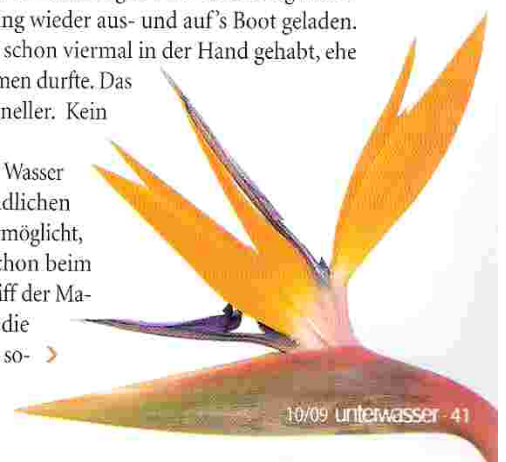 ng wieder aus- und auf's Boot geladen.
schon viermal in der Hand gehabt, ehe
men durfte. Das
neller. Kein
Wasser
dlichen
möglicht,
chon beim
iff der Ma-
die
so- >
10/09 unterwasser · 41